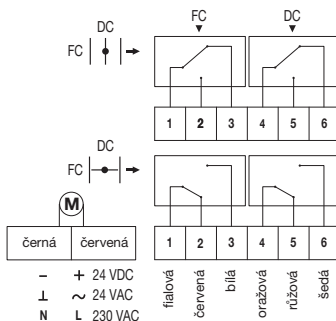 FC DC
DC
FC
1 2 3 4 5 6
DC
FC
M
černá červená
1 2 3 4 5 6
– + 24 VDC
⊥ ~ 24 VAC
N L 230 VAC
fialová
červená
bílá
oražová
růžová
šedá